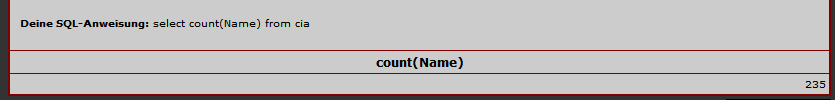 Deine SQL-Anweisung: select count(Name) from cia
count(Name)
235